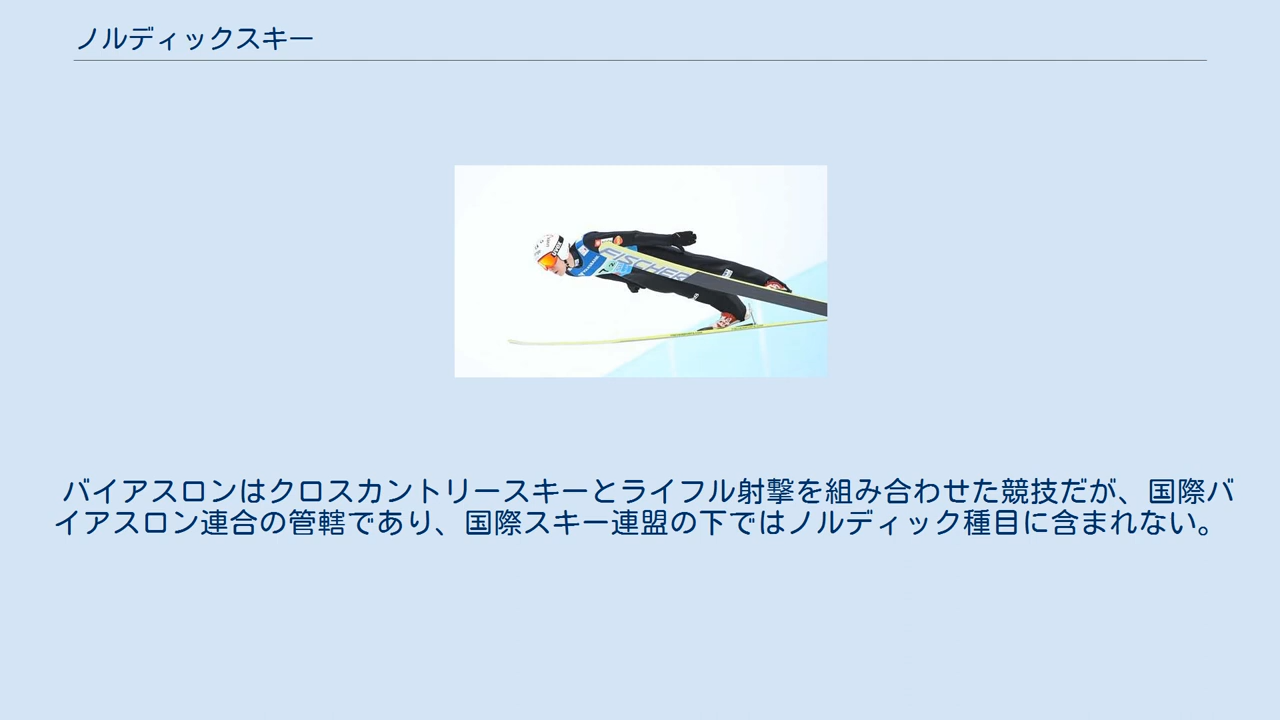 ノルディックスキー
FISCHER
バイアスロンはクロスカントリースキーとライフル射撃を組み合わせた競技だが、国際バ
イアスロン連合の管轄であり、国際スキー連盟の下ではノルディック種目に含まれない。